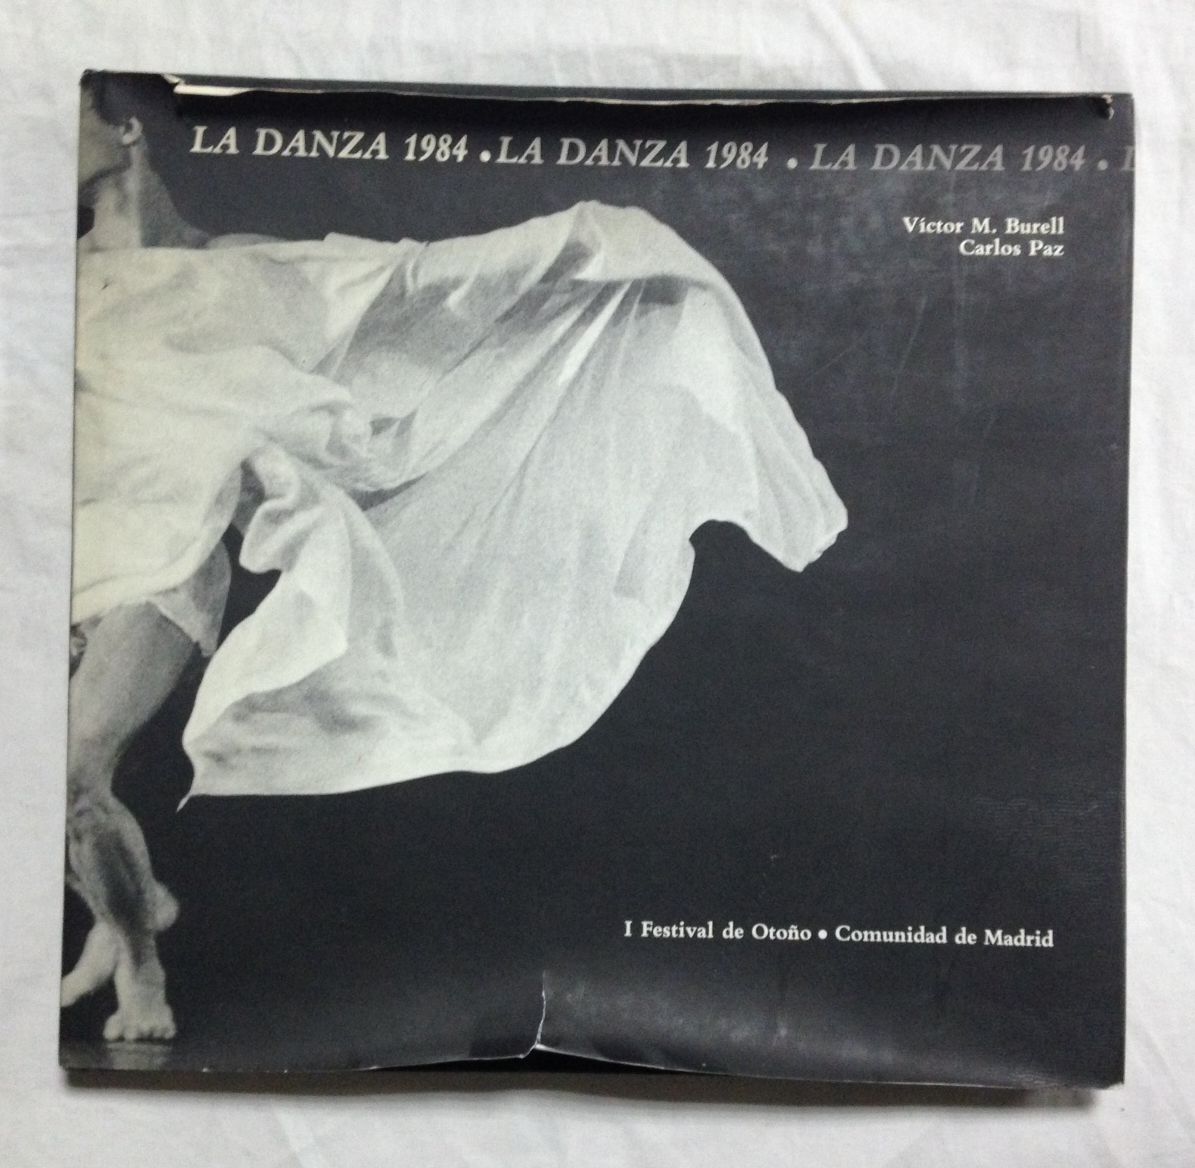 LA DANZA 1984 • LA DANZA 1984 • LA DANZA 1984 • L
Víctor M. Burell
Carlos Paz
I Festival de Otoño • Comunidad de Madrid